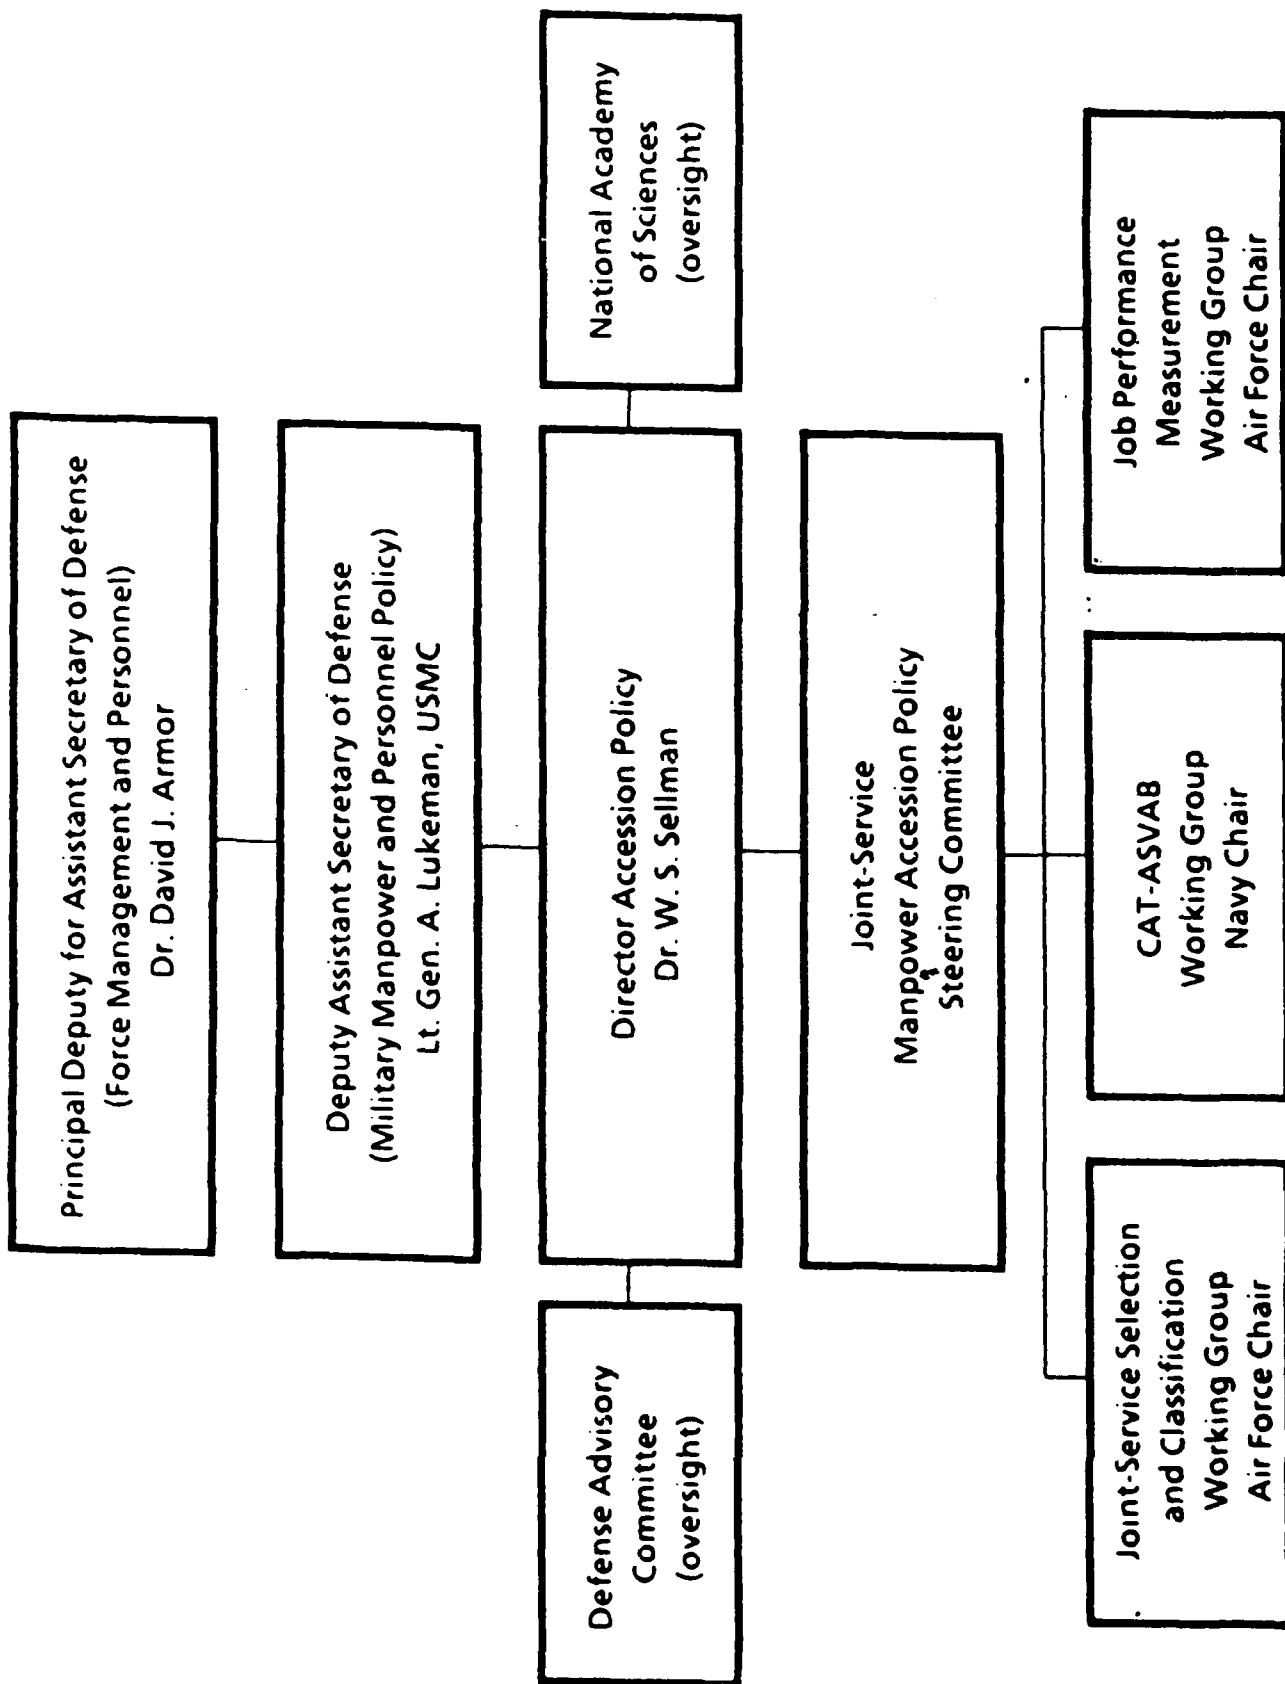 Principal Deputy for Assistant Secretary of Defense
(Force Management and Personnel)
Dr. David J. Armor
Deputy Assistant Secretary of Defense
(Military Manpower and Personnel Policy)
Lt. Gen. A. Lukeman, USMC
Defense Advisory
Committee
(oversight)
Director Accession Policy
Dr. W. S. Sellman
National Academy
of Sciences
(oversight)
Joint-Service
Manpower Accession Policy
Steering Committee
Joint-Service Selection
and Classification
Working Group
Air Force Chair
CAT-ASVAB
Working Group
Navy Chair
Job Performance
Measurement
Working Group
Air Force Chair